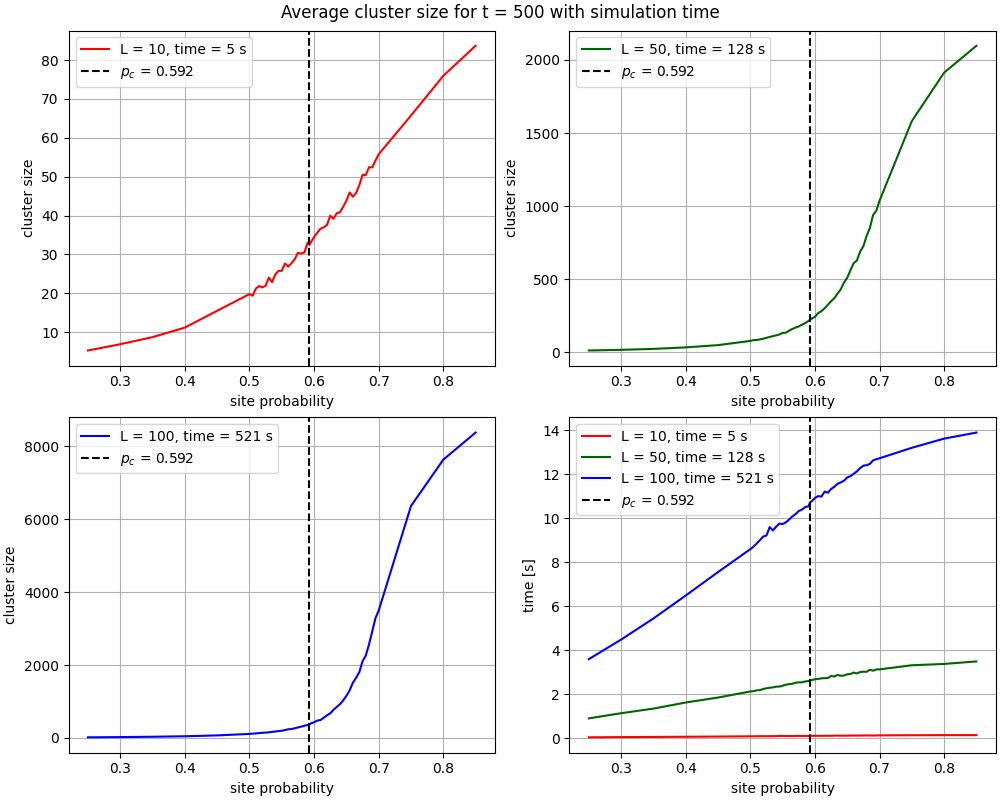 Average cluster size for t = 500 with simulation time
L = 10, time = 5 s
p_c = 0.592
80
70
60
50
40
30
20
10
cluster size
0.3 0.4 0.5 0.6 0.7 0.8
site probability
L = 50, time = 128 s
p_c = 0.592
2000
1500
1000
500
0
cluster size
0.3 0.4 0.5 0.6 0.7 0.8
site probability
L = 100, time = 521 s
p_c = 0.592
8000
6000
4000
2000
0
cluster size
0.3 0.4 0.5 0.6 0.7 0.8
site probability
L = 10, time = 5 s
L = 50, time = 128 s
L = 100, time = 521 s
p_c = 0.592
14
12
10
8
6
4
2
0
time [s]
0.3 0.4 0.5 0.6 0.7 0.8
site probability